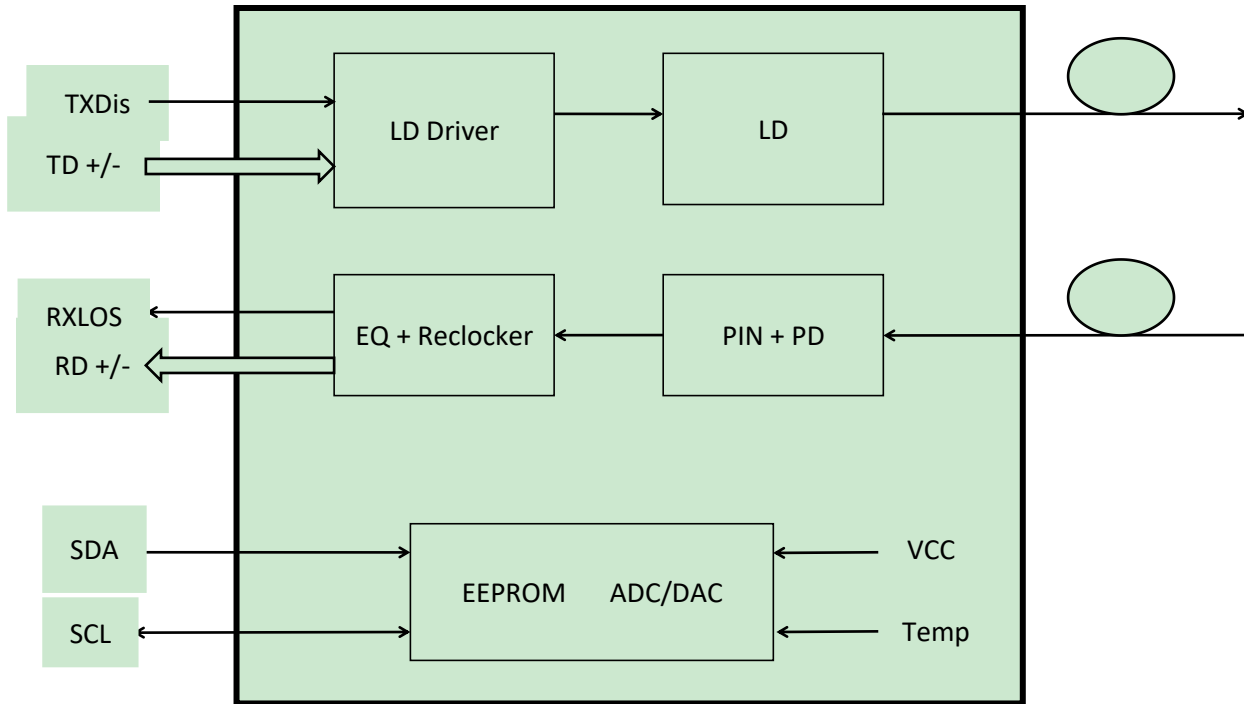 TXDis
TD +/-
LD Driver
LD
RXLOS
RD +/-
EQ + Reclocker
PIN + PD
SDA
SCL
EEPROM ADC/DAC
VCC
Temp